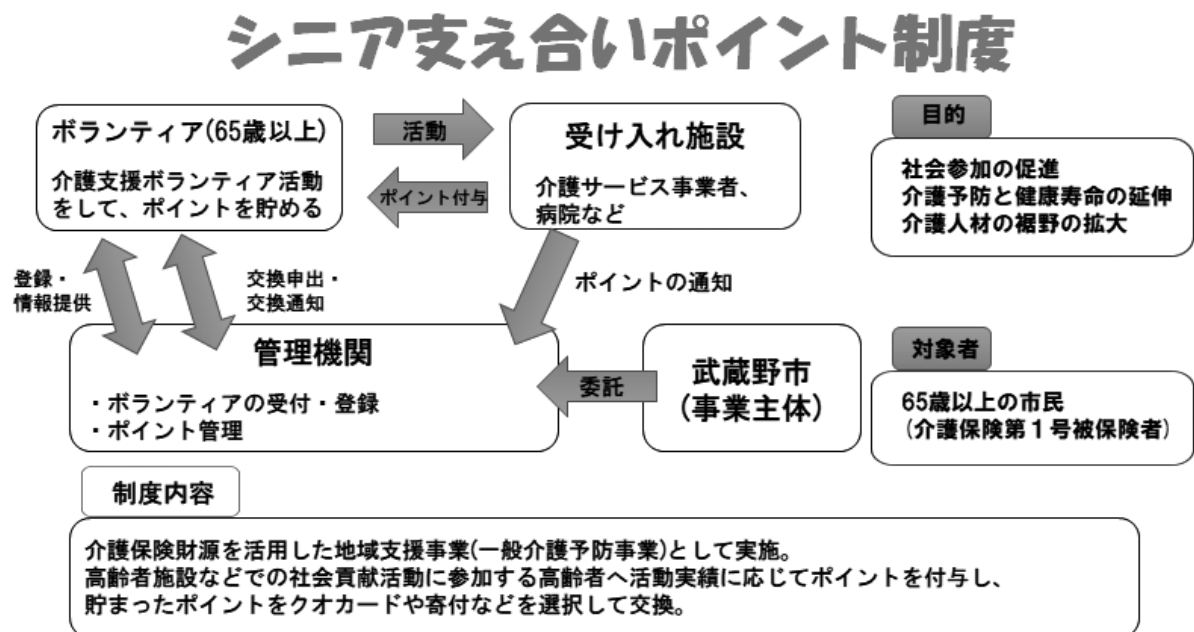 シニア支え合いポイント制度
ボランティア(65歳以上)
介護支援ボランティア活動
をして、ポイントを貯める
活動
ポイント付与
受け入れ施設
介護サービス事業者、
病院など
目的
社会参加の促進
介護予防と健康寿命の延伸
介護人材の裾野の拡大
登録・
情報提供
交換申出・
交換通知
ポイントの通知
管理機関
・ボランティアの受付・登録
・ポイント管理
委託
武蔵野市
(事業主体)
対象者
65歳以上の市民
(介護保険第1号被保険者)
制度内容
介護保険財源を活用した地域支援事業(一般介護予防事業)として実施。
高齢者施設などでの社会貢献活動に参加する高齢者へ活動実績に応じてポイントを付与し、
貯まったポイントをクオカードや寄付などを選択して交換。